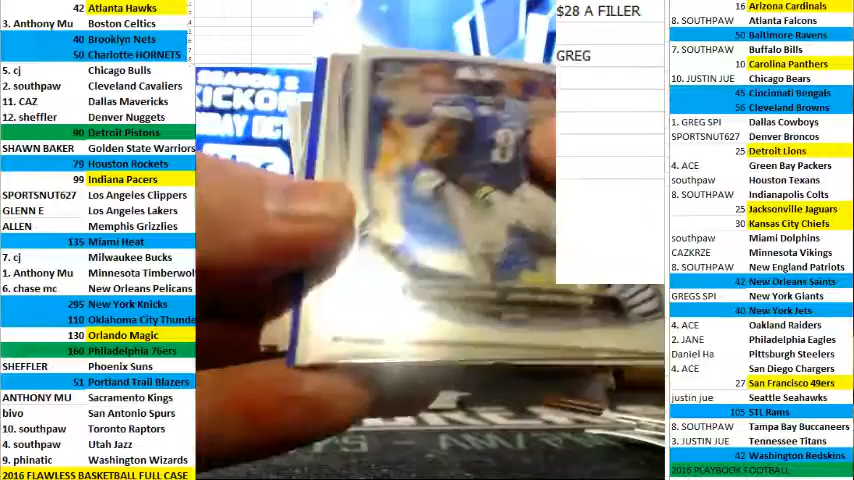 42 Atlanta Hawks
3. Anthony Mu Boston Celtics
40 Brooklyn Nets
50 Charlotte HORNETS
5. cj Chicago Bulls
2. southpaw Cleveland Cavaliers
11. CAZ Dallas Mavericks
12. sheffler Denver Nuggets
90 Detroit Pistons
SHAWN BAKER Golden State Warriors
79 Houston Rockets
99 Indiana Pacers
SPORTSNUT627 Los Angeles Clippers
GLENN E Los Angeles Lakers
ALLEN Memphis Grizzlies
135 Miami Heat
7. cj Milwaukee Bucks
1. Anthony Mu Minnesota Timberwol
6. chase mc New Orleans Pelicans
295 New York Knicks
110 Oklahoma City Thunde
130 Orlando Magic
160 Philadelphia 76ers
SHEFFLER Phoenix Suns
51 Portland Trail Blazers
ANTHONY MU Sacramento Kings
bivo San Antonio Spurs
10. southpaw Toronto Raptors
4. southpaw Utah Jazz
9. phinatic Washington Wizards
2016 FLAWLESS BASKETBALL FULL CASE
SEASON 2
KICKO
DAY OCT
$28 A FILLER
GREG
16 Arizona Cardinals
8. SOUTHPAW Atlanta Falcons
50 Baltimore Ravens
7. SOUTHPAW Buffalo Bills
10 Carolina Panthers
10. JUSTIN JUE Chicago Bears
45 Cincinnati Bengals
56 Cleveland Browns
1. GREG SPI Dallas Cowboys
SPORTSNUT627 Denver Broncos
25 Detroit Lions
4. ACE Green Bay Packers
southpaw Houston Texans
8. SOUTHPAW Indianapolis Colts
25 Jacksonville Jaguars
30 Kansas City Chiefs
southpaw Miami Dolphins
CAZKRZE Minnesota Vikings
8. SOUTHPAW New England Patriots
42 New Orleans Saints
GREGS SPI New York Giants
40 New York Jets
4. ACE Oakland Raiders
2. JANE Philadelphia Eagles
Daniel Ha Pittsburgh Steelers
4. ACE San Diego Chargers
27 San Francisco 49ers
justin jue Seattle Seahawks
105 STL Rams
8. SOUTHPAW Tampa Bay Buccaneers
3. JUSTIN JUE Tennessee Titans
42 Washington Redskins
2016 PLAYBOOK FOOTBALL